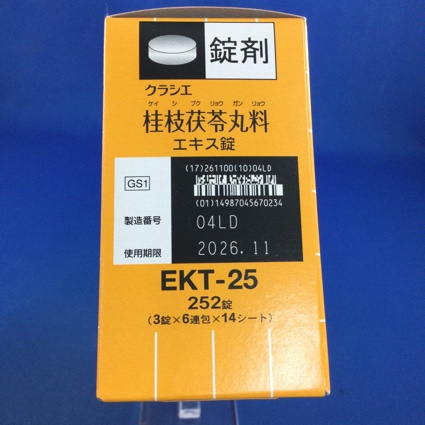 錠剤
クラシエ
ケイ シ ブク リョウ ガン リョウ
桂枝茯苓丸料
エキス錠
(17)261100(10)04LD
GS1
(01)14987045670234
製造番号 04LD
使用期限 2026.11
EKT-25
252錠
(3錠×6連包×14シート)